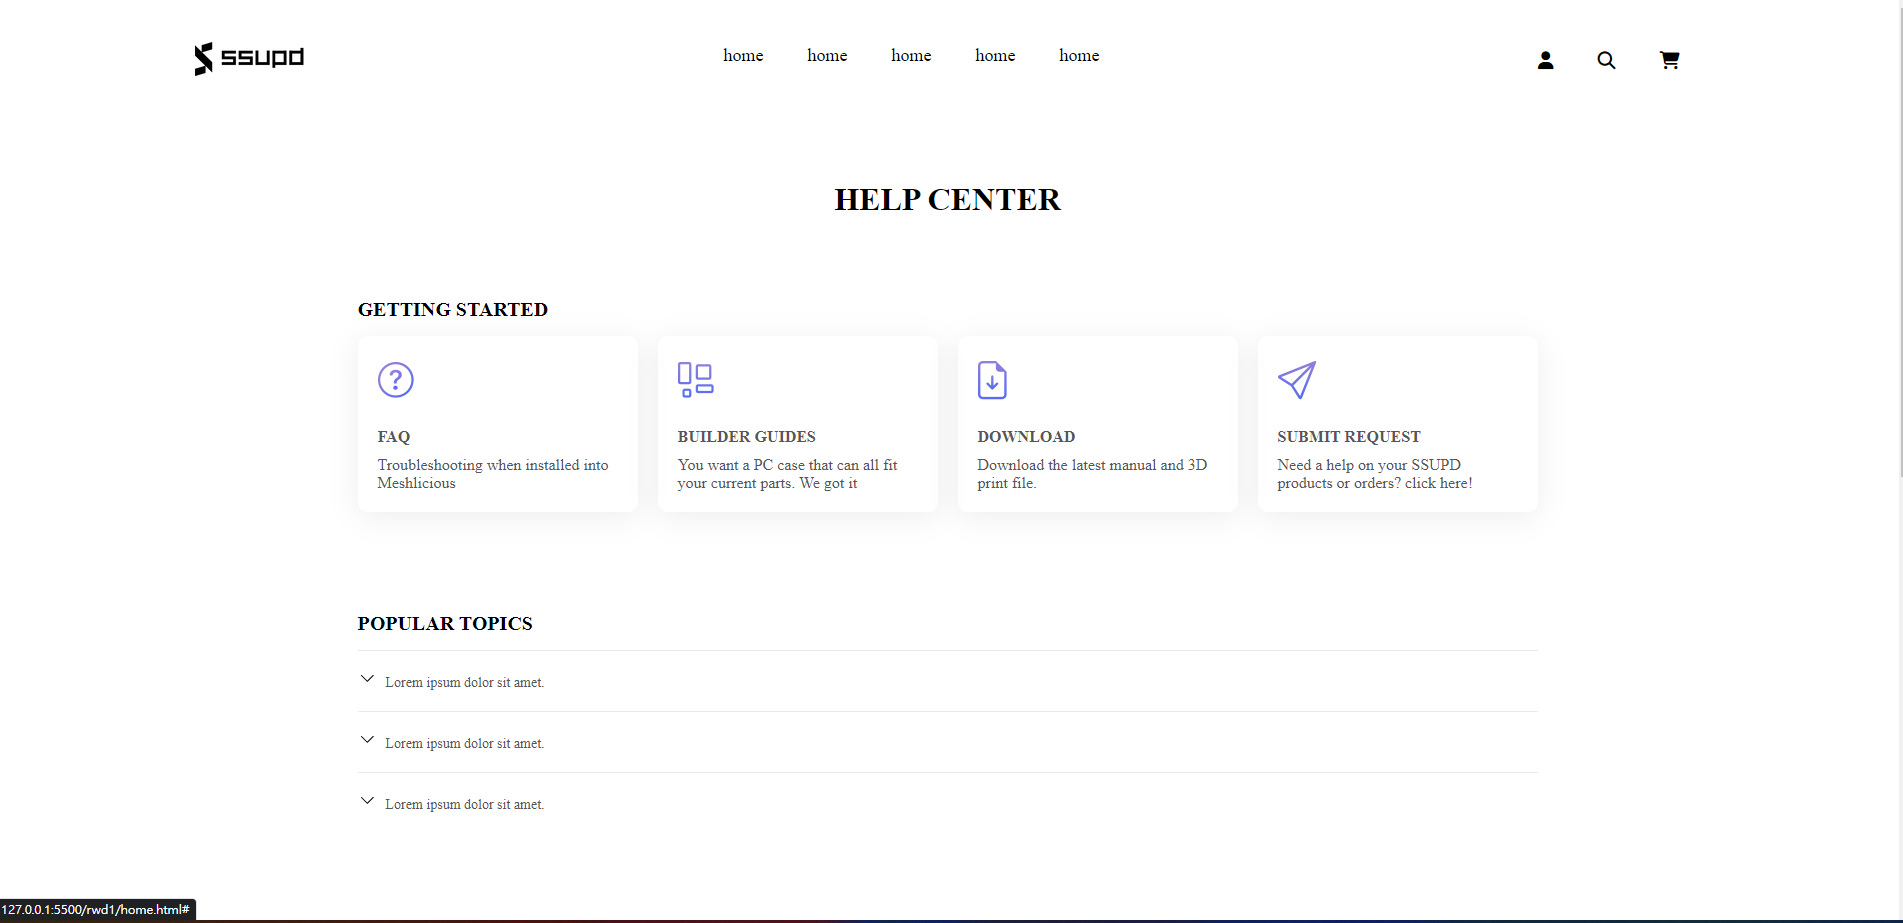 ssupd
home home home home home
HELP CENTER
GETTING STARTED
FAQ
Troubleshooting when installed into
Meshlicious
BUILDER GUIDES
You want a PC case that can all fit
your current parts. We got it
DOWNLOAD
Download the latest manual and 3D
print file.
SUBMIT REQUEST
Need a help on your SSUPD
products or orders? click here!
POPULAR TOPICS
Lorem ipsum dolor sit amet.
Lorem ipsum dolor sit amet.
Lorem ipsum dolor sit amet.
127.0.0.1:5500/rwd1/home.html#